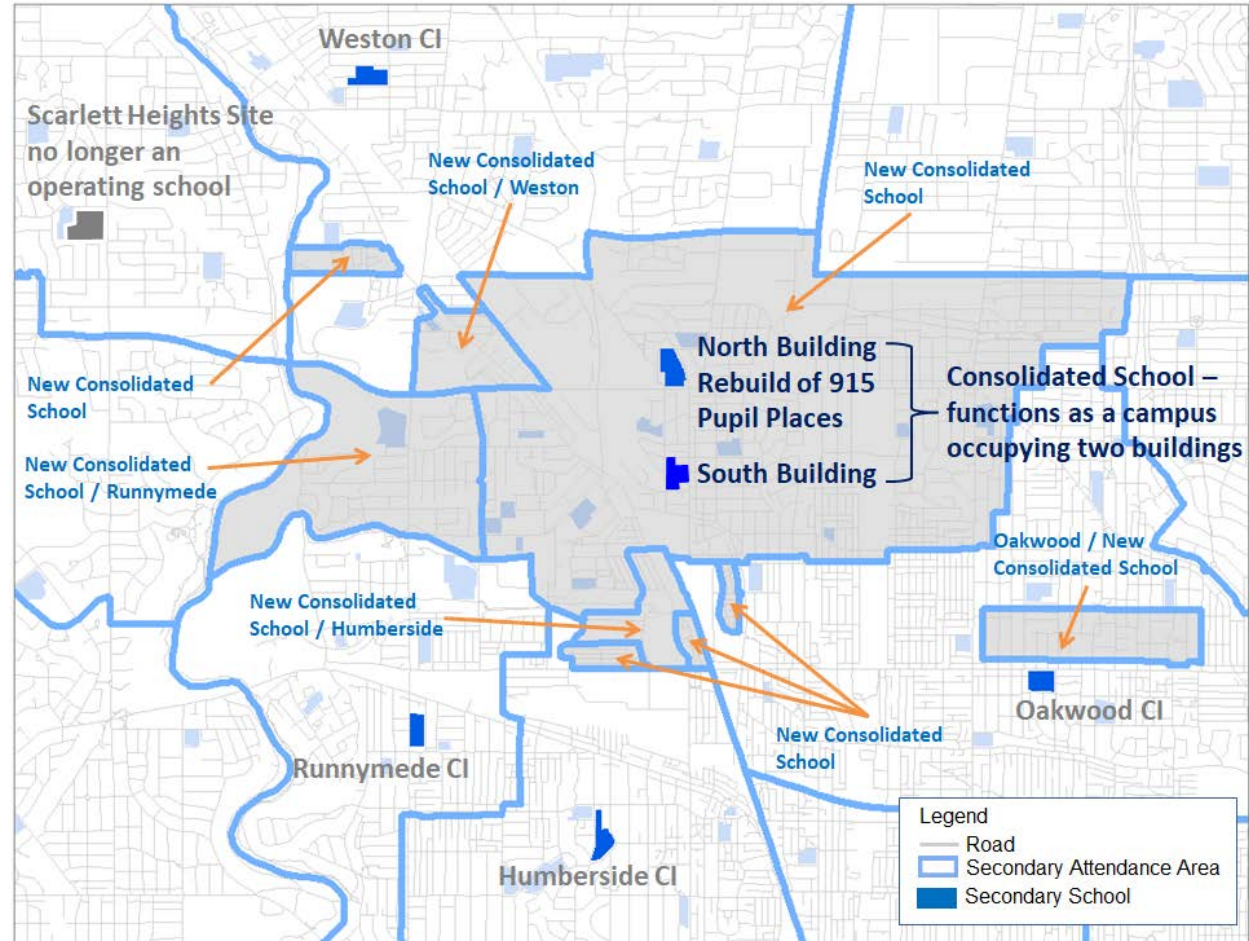 Weston CI
Scarlett Heights Site
no longer an
operating school
New Consolidated
School / Weston
New Consolidated
School
North Building
Rebuild of 915
Pupil Places
South Building
Consolidated School –
functions as a campus
occupying two buildings
New Consolidated
School
New Consolidated
School / Runnymede
Oakwood / New
Consolidated School
New Consolidated
School / Humberside
Oakwood CI
New Consolidated
School
Runnymede CI
Humberside CI
Legend
Road
Secondary Attendance Area
Secondary School